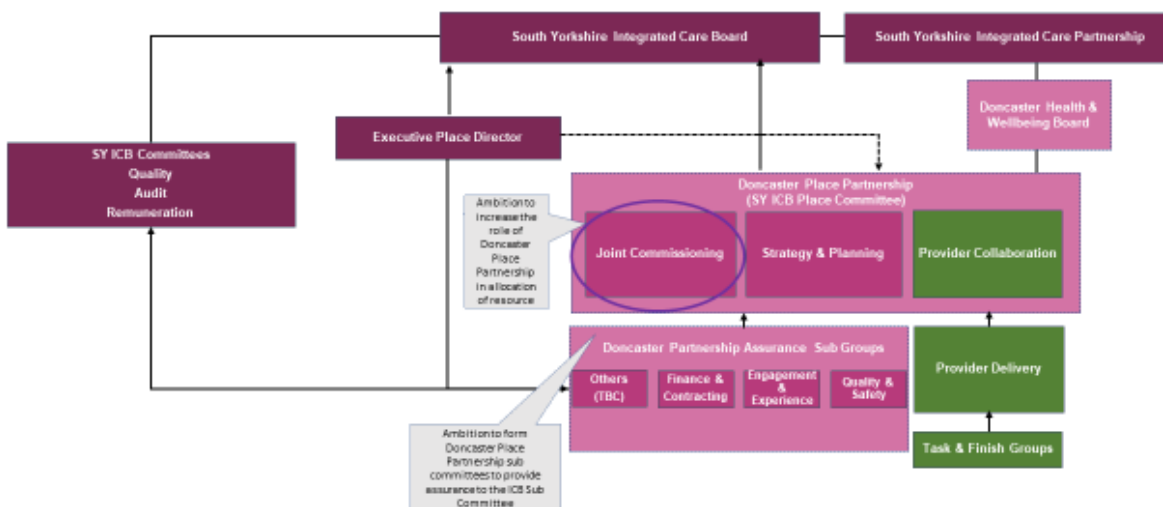 South Yorkshire Integrated Care Board
South Yorkshire Integrated Care Partnership
Doncaster Health &
Wellbeing Board
Executive Place Director
SY ICB Committees
Quality
Audit
Remuneration
Doncaster Place Partnership
(SY ICB Place Committee)
Ambition to
increase the
role of
Doncaster
Place
Partnership
in allocation
of resource
Joint Commissioning
Strategy & Planning
Provider Collaboration
Doncaster Partnership Assurance Sub Groups
Others
(TBC)
Finance &
Contracting
Engagement
&
Experience
Quality &
Safety
Provider Delivery
Task & Finish Groups
Ambition to form
Doncaster Place
Partnership sub
committees to provide
assurance to the ICB Sub
Committee